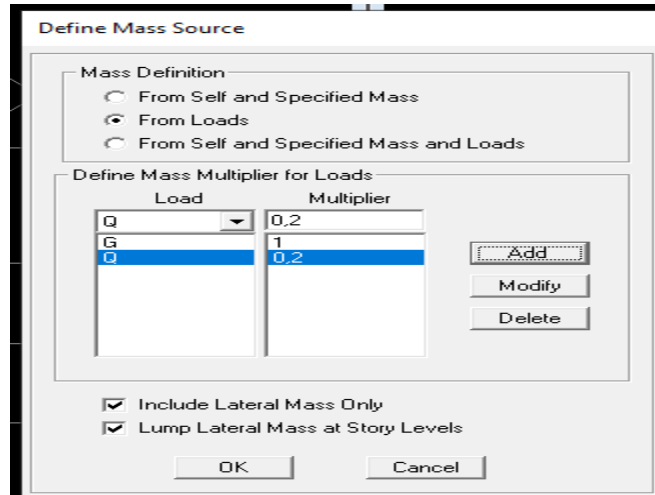 Define Mass Source
Mass Definition
From Self and Specified Mass
From Loads
From Self and Specified Mass and Loads
Define Mass Multiplier for Loads
Load Multiplier
Q 0,2
G 1
Q 0,2
Add
Modify
Delete
Include Lateral Mass Only
Lump Lateral Mass at Story Levels
OK Cancel